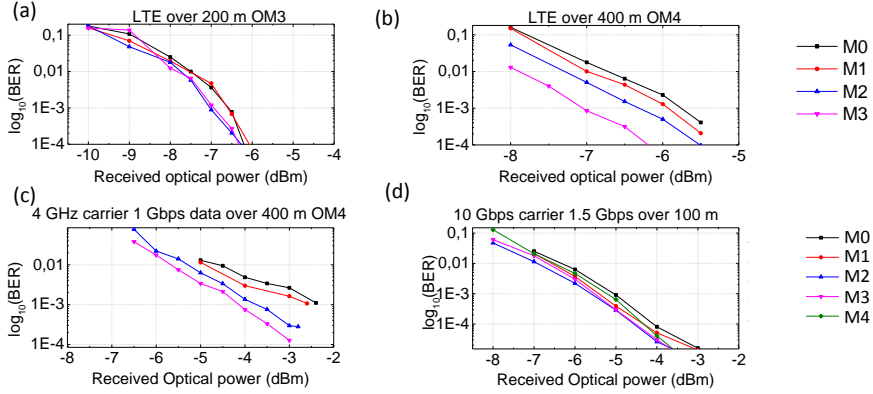 (a)
LTE over 200 m OM3
log10(BER)
0,1
0,01
1E-3
1E-4
-10 -9 -8 -7 -6 -5 -4
Received optical power (dBm)
(b)
LTE over 400 m OM4
log10(BER)
0,1
0,01
1E-3
1E-4
-8 -7 -6 -5
Received optical power (dBm)
M0
M1
M2
M3
(c)
4 GHz carrier 1 Gbps data over 400 m OM4
log10(BER)
0,01
1E-3
1E-4
-8 -7 -6 -5 -4 -3 -2
Received Optical power (dBm)
(d)
10 Gbps carrier 1.5 Gbps over 100 m
log10(BER)
0,1
0,01
1E-3
1E-4
-8 -7 -6 -5 -4 -3 -2
Received Optical power (dBm)
M0
M1
M2
M3
M4